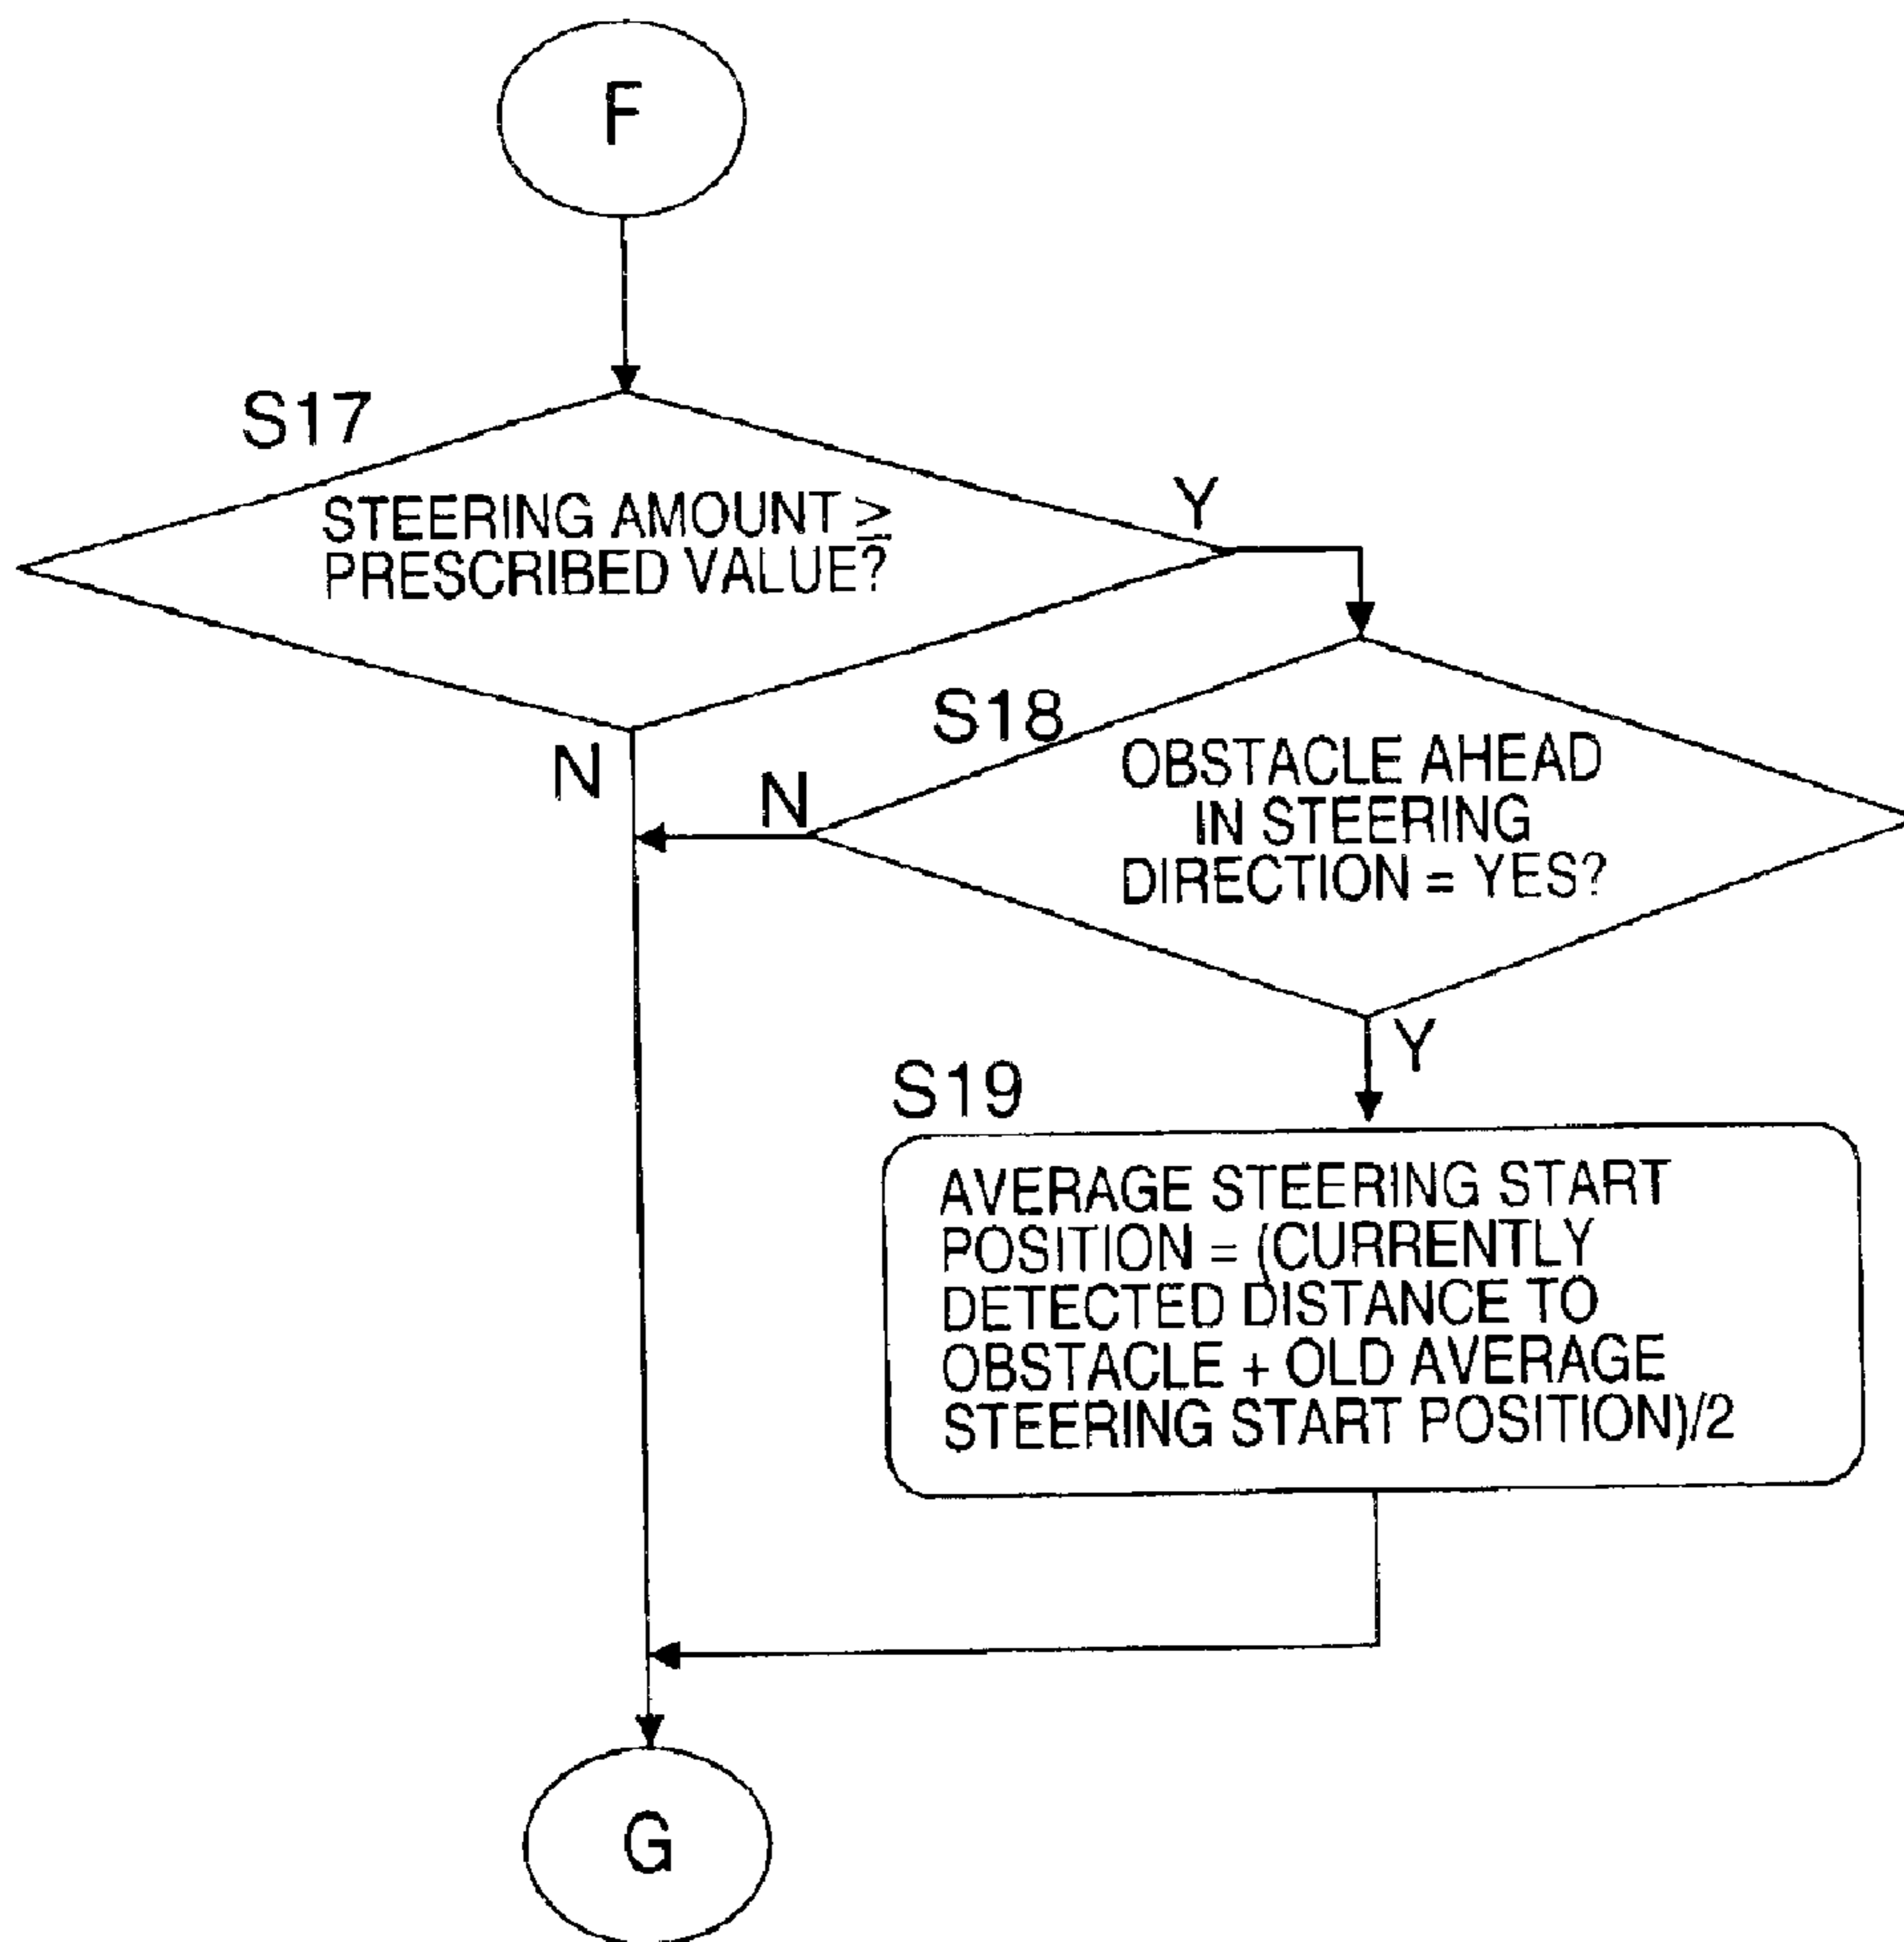 F
S17
STEERING AMOUNT ≥
PRESCRIBED VALUE?
Y
N
S18
N
OBSTACLE AHEAD
IN STEERING
DIRECTION = YES?
Y
S19
AVERAGE STEERING START
POSITION = (CURRENTLY
DETECTED DISTANCE TO
OBSTACLE + OLD AVERAGE
STEERING START POSITION)/2
G